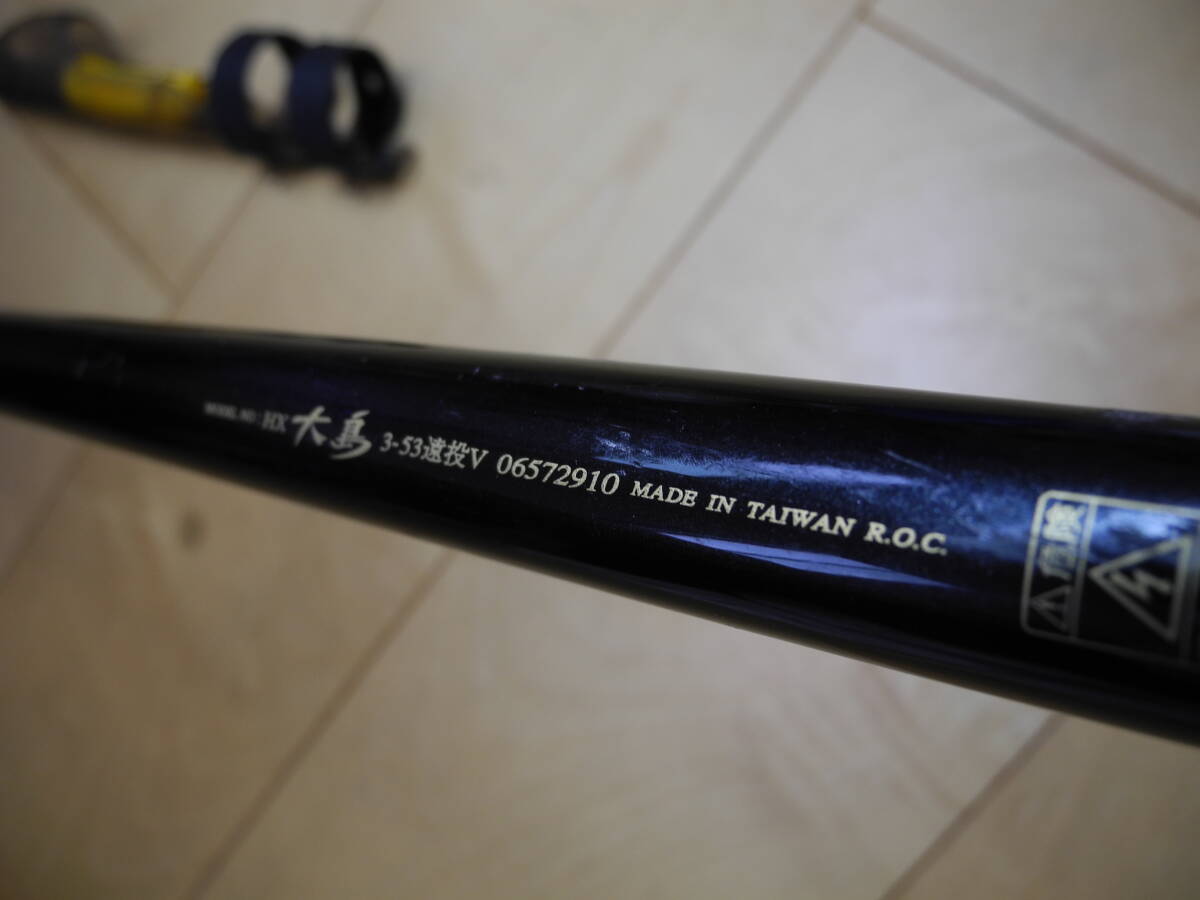 MODEL NO: HX 大島 3-53遠投V 06572910 MADE IN TAIWAN R.O.C.
危険